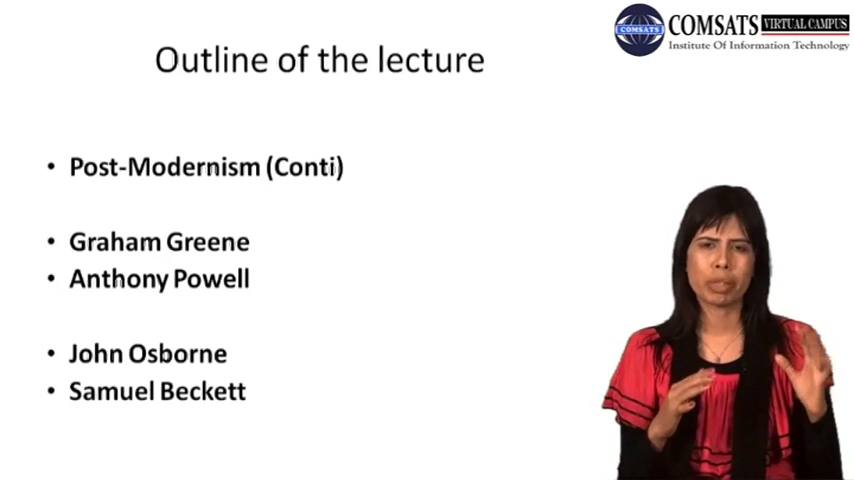 Outline of the lecture
COMSATS VIRTUAL CAMPUS
Institute Of Information Technology
COMSATS
• Post-Modernism (Conti)
• Graham Greene
• Anthony Powell
• John Osborne
• Samuel Beckett